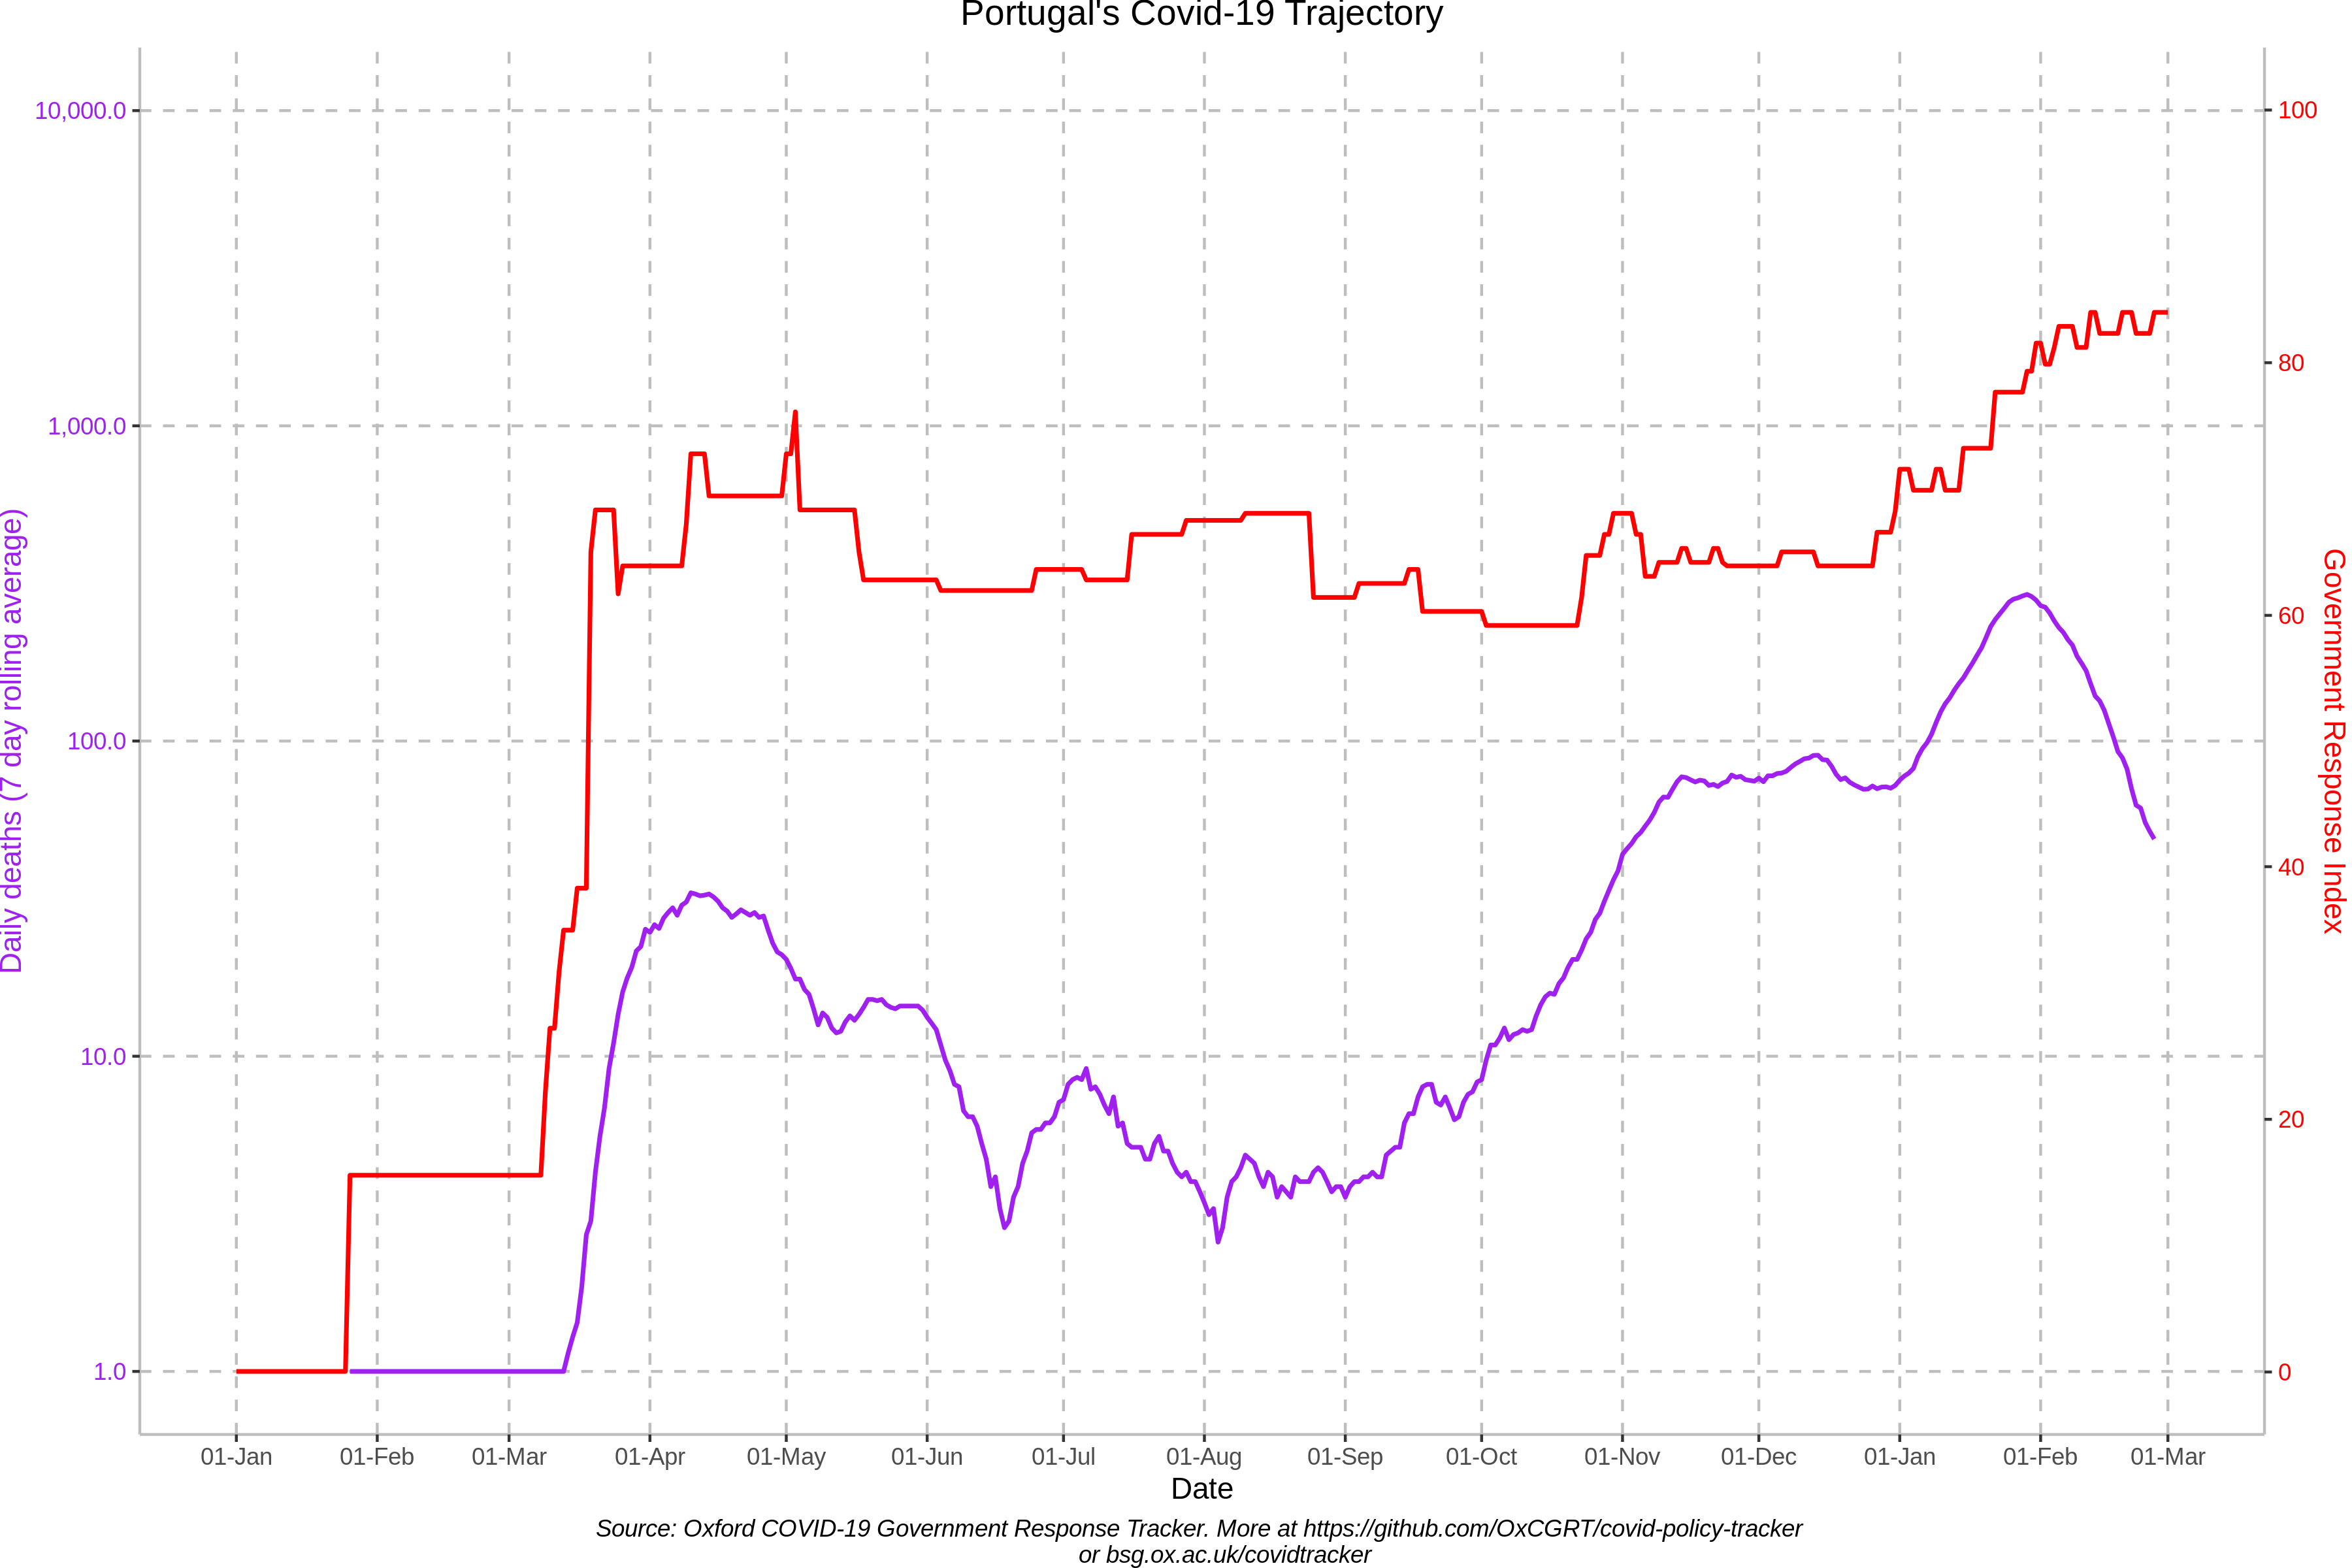 Portugal's Covid-19 Trajectory
10,000.0
1,000.0
100.0
10.0
1.0
Daily deaths (7 day rolling average)
100
80
60
40
20
0
Government Response Index
01-Jan 01-Feb 01-Mar 01-Apr 01-May 01-Jun 01-Jul 01-Aug 01-Sep 01-Oct 01-Nov 01-Dec 01-Jan 01-Feb 01-Mar
Date
Source: Oxford COVID-19 Government Response Tracker. More at https://github.com/OxCGRT/covid-policy-tracker
or bsg.ox.ac.uk/covidtracker